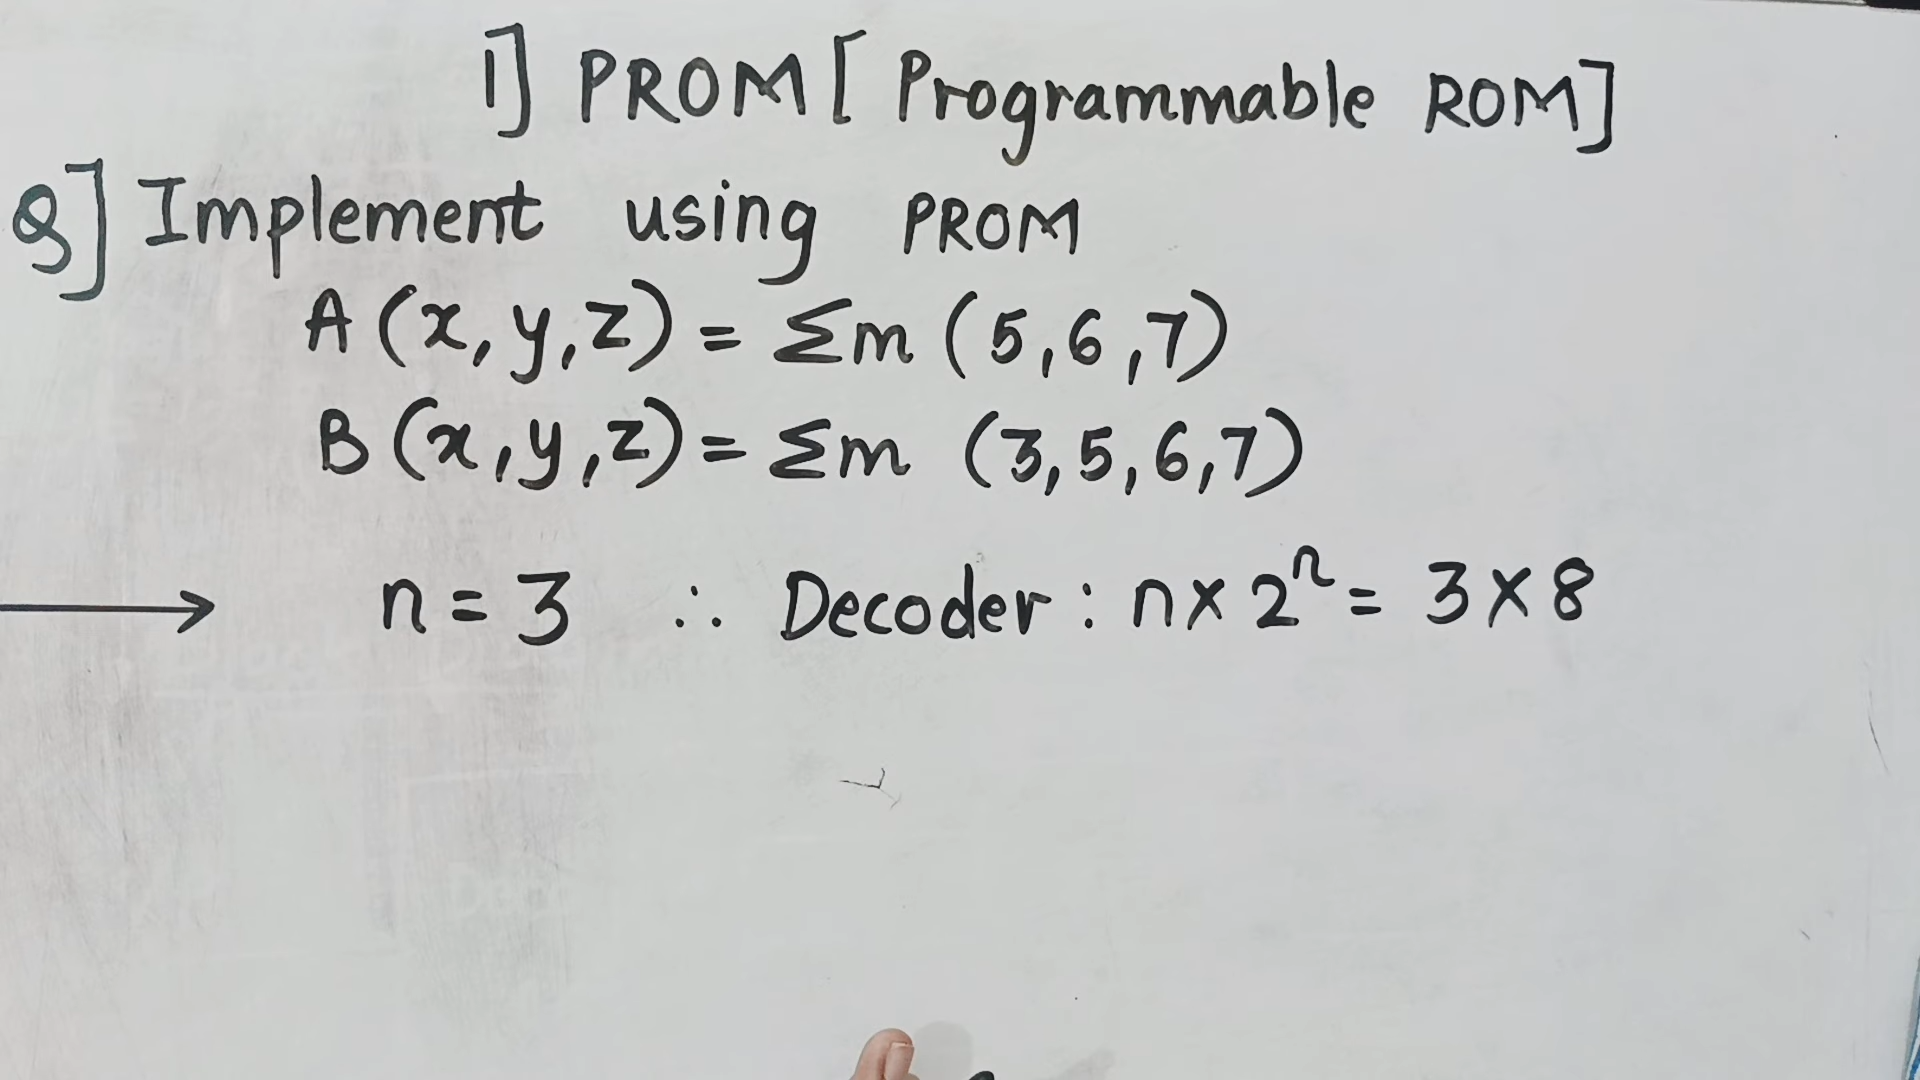 1] PROM [Programmable ROM]
Q] Implement using PROM
A(x,y,z) = Σm (5,6,7)
B(x,y,z) = Σm (3,5,6,7)
→ n = 3 ∴ Decoder : n × 2ⁿ = 3 × 8